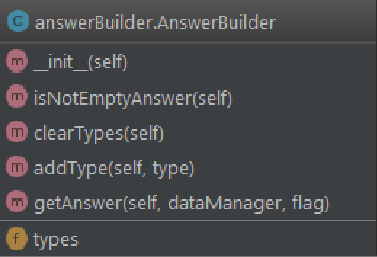 C answerBuilder.AnswerBuilder
m __init__(self)
m isNotEmptyAnswer(self)
m clearTypes(self)
m addType(self, type)
m getAnswer(self, dataManager, flag)
f types